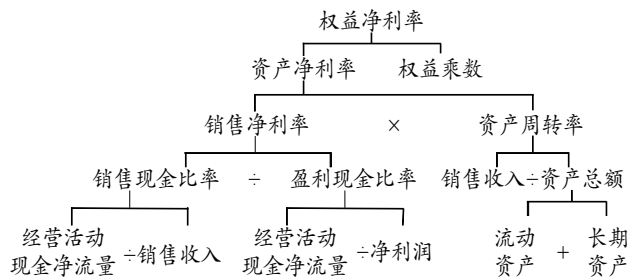 权益净利率
资产净利率 权益乘数
销售净利率 × 资产周转率
销售现金比率 ÷ 盈利现金比率 销售收入÷资产总额
经营活动
现金净流量 ÷销售收入
经营活动
现金净流量 ÷净利润
流动
资产 + 长期
资产